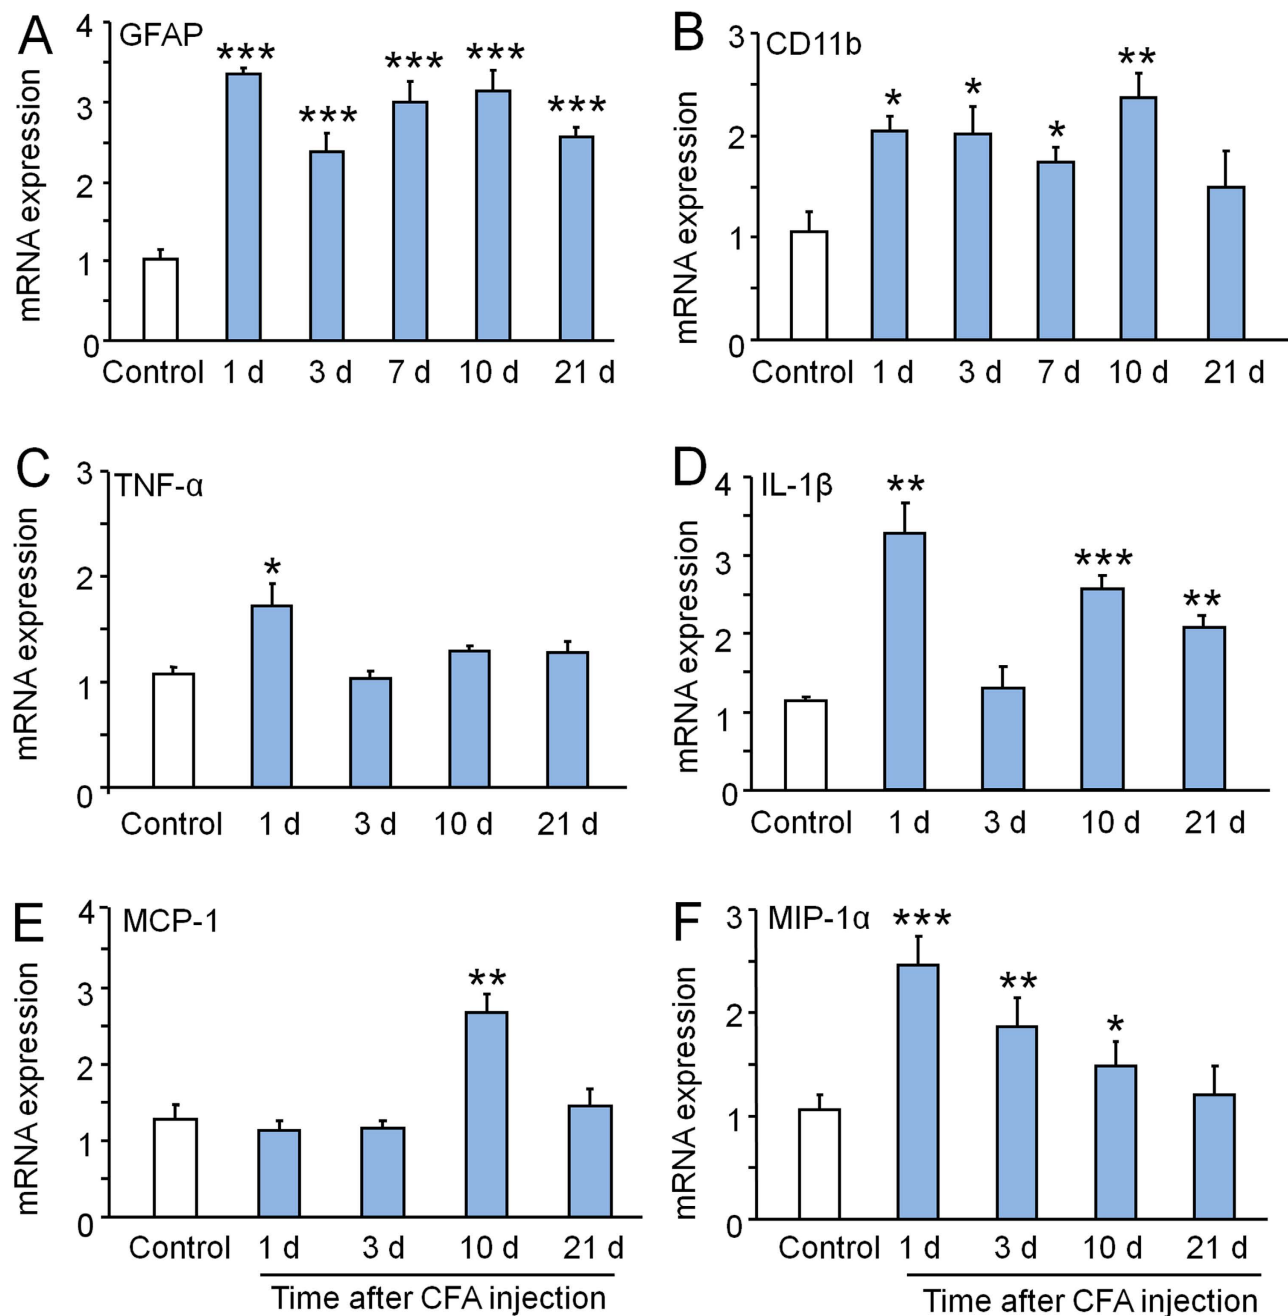 A
GFAP
mRNA expression
4
3
2
1
0
***
***
***
***
***
Control 1 d 3 d 7 d 10 d 21 d
B
CD11b
mRNA expression
3
2
1
0
*
*
*
**
Control 1 d 3 d 7 d 10 d 21 d
C
TNF-α
mRNA expression
3
2
1
0
*
Control 1 d 3 d 10 d 21 d
D
IL-1β
mRNA expression
4
3
2
1
0
**
***
**
Control 1 d 3 d 10 d 21 d
E
MCP-1
mRNA expression
4
3
2
1
0
**
Control 1 d 3 d 10 d 21 d
Time after CFA injection
F
MIP-1α
mRNA expression
3
2
1
0
***
**
*
Control 1 d 3 d 10 d 21 d
Time after CFA injection